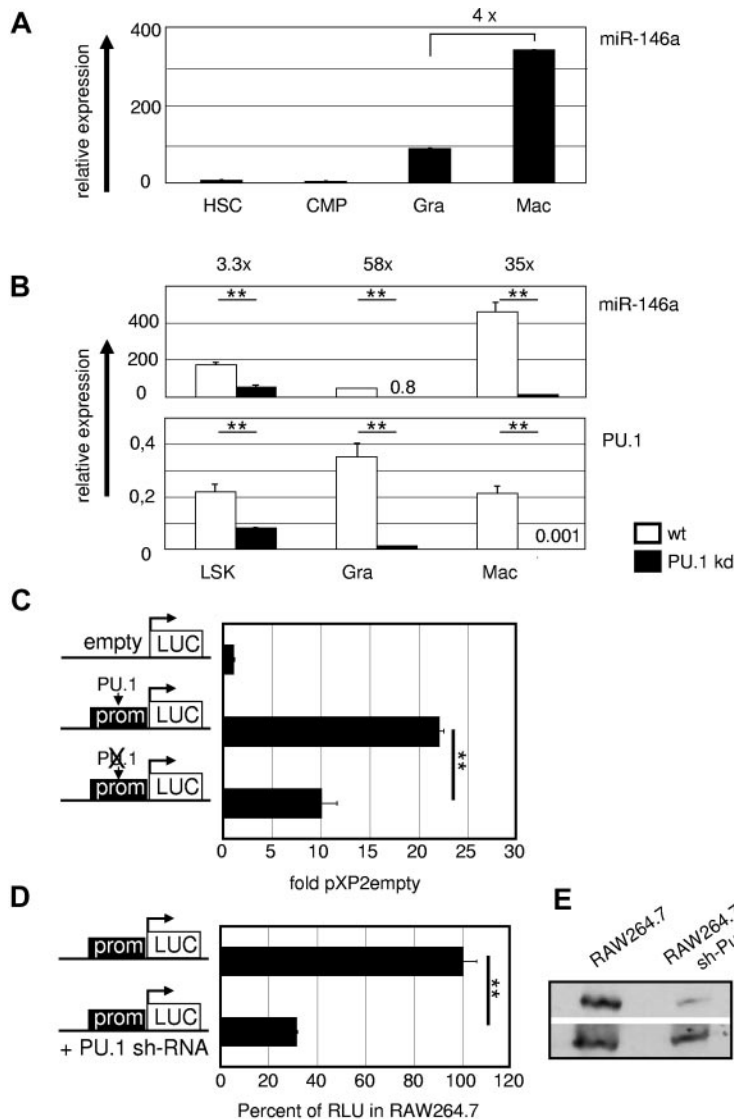 A
relative expression
400
200
0
4 x
miR-146a
HSC CMP Gra Mac
B
relative expression
3.3x 58x 35x
** ** **
miR-146a
400
200
0
0.8
** ** **
PU.1
0,4
0,2
0
0.001
LSK Gra Mac
wt
PU.1 kd
C
empty LUC
PU.1
prom LUC
PU.1
prom LUC
**
0 5 10 15 20 25 30
fold pXP2empty
D
prom LUC
prom LUC
+ PU.1 sh-RNA
**
0 20 40 60 80 100 120
Percent of RLU in RAW264.7
E
RAW264.7
RAW264.7